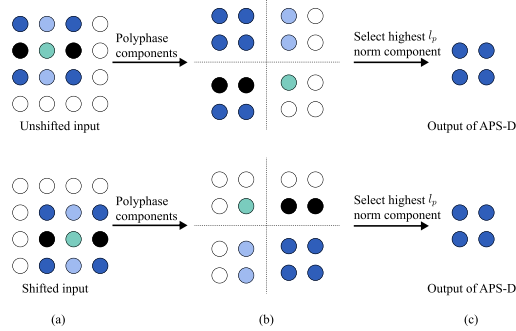 Polyphase
components
Select highest l_p
norm component
Unshifted input
Output of APS-D
Polyphase
components
Select highest l_p
norm component
Shifted input
Output of APS-D
(a)
(b)
(c)